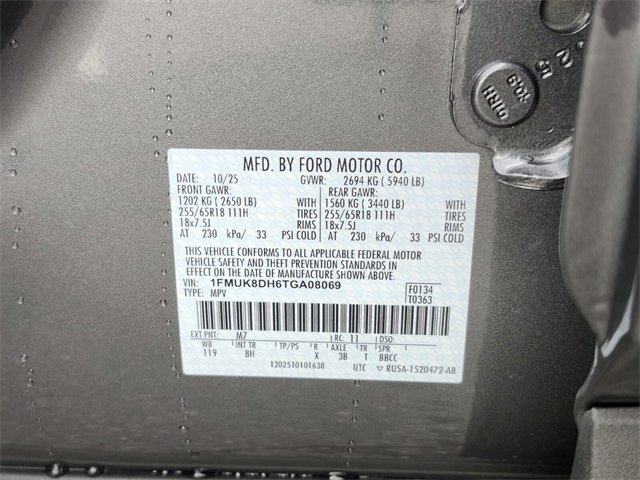 MFD. BY FORD MOTOR CO.
DATE: 10/25 GVWR: 2694 KG ( 5940 LB)
FRONT GAWR: REAR GAWR:
1202 KG ( 2650 LB) WITH 1560 KG ( 3440 LB) WITH
255/65R18 111H TIRES 255/65R18 111H TIRES
18x7.5J RIMS 18x7.5J RIMS
AT 230 kPa/ 33 PSI COLD AT 230 kPa/ 33 PSI COLD
THIS VEHICLE CONFORMS TO ALL APPLICABLE FEDERAL MOTOR
VEHICLE SAFETY AND THEFT PREVENTION STANDARDS IN
EFFECT ON THE DATE OF MANUFACTURE SHOWN ABOVE.
VIN: 1FMUK8DH6TGA08069 F0134
TYPE: MPV T0363
EXT PNT: M7 RC: 11 DSO:
WB INT TR TP/PS R AXLE TR SPR
119 8H X 3B T BBCC
1202510101638 UTC RU5A-1520472-AB